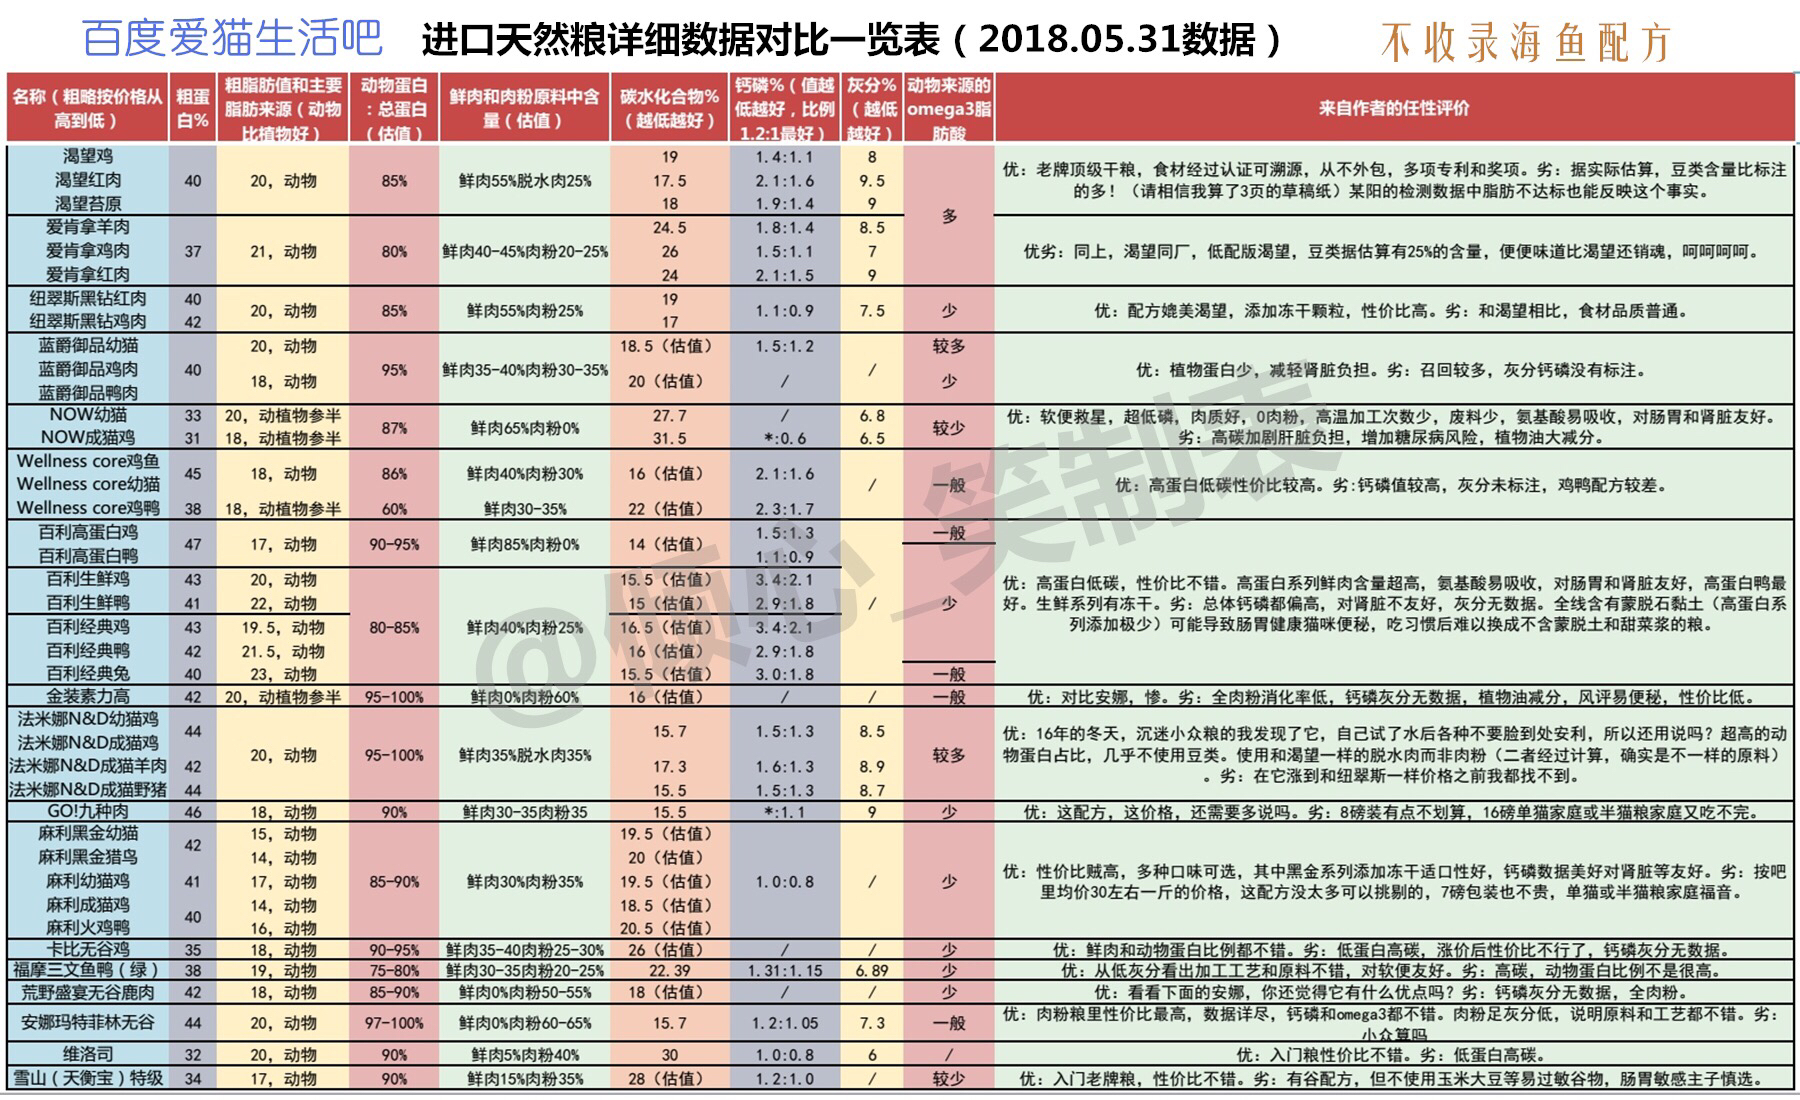 百度爱猫生活吧 进口天然粮详细数据对比一览表（2018.05.31数据） 不收录海鱼配方
名称（粗略按价格从高到低） 粗蛋白% 粗脂肪值和主要脂肪来源（动物比植物好） 动物蛋白：总蛋白（估值） 鲜肉和肉粉原料中含量（估值） 碳水化合物%（越低越好） 钙磷%（值越低越好，比例1.2:1最好） 灰分%（越低越好） 动物来源的omega3脂肪酸 来自作者的任性评价
渴望鸡 19 1.4:1.1 8
渴望红肉 40 20，动物 85% 鲜肉55%脱水肉25% 17.5 2.1:1.6 9.5
渴望苔原 18 1.9:1.4 9
优：老牌顶级干粮，食材经过认证可溯源，从不外包，多项专利和奖项。劣：据实际估算，豆类含量比标注
的多！（请相信我算了3页的草稿纸）某阳的检测数据中脂肪不达标也能反映这个事实。
多
爱肯拿羊肉 24.5 1.8:1.4 8.5
爱肯拿鸡肉 37 21，动物 80% 鲜肉40-45%肉粉20-25% 26 1.5:1.1 7
爱肯拿红肉 24 2.1:1.5 9
优劣：同上，渴望同厂，低配版渴望，豆类据估算有25%的含量，便便味道比渴望还销魂，呵呵呵呵。
纽翠斯黑钻红肉 40 19
20，动物 85% 鲜肉55%肉粉25% 1.1:0.9 7.5 少
纽翠斯黑钻鸡肉 42 17
优：配方媲美渴望，添加冻干颗粒，性价比高。劣：和渴望相比，食材品质普通。
蓝爵御品幼猫 20，动物 18.5（估值） 1.5:1.2 较多
蓝爵御品鸡肉 40 95% 鲜肉35-40%肉粉30-35% /
18，动物 20（估值） / 少
蓝爵御品鸭肉
优：植物蛋白少，减轻肾脏负担。劣：召回较多，灰分钙磷没有标注。
NOW幼猫 33 20，动植物参半 27.7 / 6.8
87% 鲜肉65%肉粉0% 较少
NOW成猫鸡 31 18，动植物参半 31.5 *:0.6 6.5
优：软便救星，超低磷，肉质好，0肉粉，高温加工次数少，废料少，氨基酸易吸收，对肠胃和肾脏友好。
劣：高碳加剧肝脏负担，增加糖尿病风险，植物油大减分。
Wellness core鸡鱼
45 18，动物 86% 鲜肉40%肉粉30% 16（估值） 2.1:1.6
Wellness core幼猫 / 一般
Wellness core鸡鸭 38 18，动植物参半 60% 鲜肉30-35% 22（估值） 2.3:1.7
优：高蛋白低碳性价比较高。劣:钙磷值较高，灰分未标注，鸡鸭配方较差。
百利高蛋白鸡 1.5:1.3 一般
47 17，动物 90-95% 鲜肉85%肉粉0% 14（估值）
百利高蛋白鸭 1.1:0.9
百利生鲜鸡 43 20，动物 15.5（估值） 3.4:2.1
百利生鲜鸭 41 22，动物 15（估值） 2.9:1.8 / 少
百利经典鸡 43 19.5，动物 80-85% 鲜肉40%肉粉25% 16.5（估值） 3.4:2.1
百利经典鸭 42 21.5，动物 16（估值） 2.9:1.8
百利经典兔 40 23，动物 15.5（估值） 3.0:1.8 一般
优：高蛋白低碳，性价比不错。高蛋白系列鲜肉含量超高，氨基酸易吸收，对肠胃和肾脏友好，高蛋白鸭最
好。生鲜系列有冻干。劣：总体钙磷都偏高，对肾脏不友好，灰分无数据。全线含有蒙脱石黏土（高蛋白系
列添加极少）可能导致肠胃健康猫咪便秘，吃习惯后难以换成不含蒙脱土和甜菜浆的粮。
金装素力高 42 20，动植物参半 95-100% 鲜肉0%肉粉60% 16（估值） / / 一般 优：对比安娜，惨。劣：全肉粉消化率低，钙磷灰分无数据，植物油减分，风评易便秘，性价比低。
法米娜N&D幼猫鸡
44 15.7 1.5:1.3 8.5
法米娜N&D成猫鸡
20，动物 95-100% 鲜肉35%脱水肉35% 较多
法米娜N&D成猫羊肉 42 17.3 1.6:1.3 8.9
法米娜N&D成猫野猪 44 15.5 1.5:1.3 8.7
优：16年的冬天，沉迷小众粮的我发现了它，自己试了水后各种不要脸到处安利，所以还用说吗？超高的动
物蛋白占比，几乎不使用豆类。使用和渴望一样的脱水肉而非肉粉（二者经过计算，确实是不一样的原料）
。劣：在它涨到和纽翠斯一样价格之前我都找不到。
GO!九种肉 46 18，动物 90% 鲜肉30-35肉粉35 15.5 *:1.1 9 少 优：这配方，这价格，还需要多说吗。劣：8磅装有点不划算，16磅单猫家庭或半猫粮家庭又吃不完。
麻利黑金幼猫 15，动物 19.5（估值）
42
麻利黑金猎鸟 14，动物 20（估值）
麻利幼猫鸡 41 17，动物 85-90% 鲜肉30%肉粉35% 19.5（估值） 1.0:0.8 / 少
麻利成猫鸡 14，动物 18.5（估值）
40
麻利火鸡鸭 16，动物 20.5（估值）
优：性价比贼高，多种口味可选，其中黑金系列添加冻干适口性好，钙磷数据美好对肾脏等友好。劣：按吧
里均价30左右一斤的价格，这配方没太多可以挑剔的，7磅包装也不贵，单猫或半猫粮家庭福音。
卡比无谷鸡 35 18，动物 90-95% 鲜肉35-40肉粉25-30% 26（估值） / / 少 优：鲜肉和动物蛋白比例都不错。劣：低蛋白高碳，涨价后性价比不行了，钙磷灰分无数据。
福摩三文鱼鸭（绿） 38 19，动物 75-80% 鲜肉30-35肉粉20-25% 22.39 1.31:1.15 6.89 少 优：从低灰分看出加工工艺和原料不错，对软便友好。劣：高碳，动物蛋白比例不是很高。
荒野盛宴无谷鹿肉 42 18，动物 85-90% 鲜肉0%肉粉50-55% 18（估值） / / 少 优：看看下面的安娜，你还觉得它有什么优点吗？劣：钙磷灰分无数据，全肉粉。
安娜玛特菲林无谷 44 20，动物 97-100% 鲜肉0%肉粉60-65% 15.7 1.2:1.05 7.3 一般 优：肉粉粮里性价比最高，数据详尽，钙磷和omega3都不错。肉粉足灰分低，说明原料和工艺都不错。劣：
小众算吗
维洛司 32 20，动物 90% 鲜肉5%肉粉40% 30 1.0:0.8 6 / 优：入门粮性价比不错。劣：低蛋白高碳。
雪山（天衡宝）特级 34 17，动物 90% 鲜肉15%肉粉35% 28（估值） 1.2:1.0 / 较少 优：入门老牌粮，性价比不错。劣：有谷配方，但不使用玉米大豆等易过敏谷物，肠胃敏感主子慎选。
@倾心_笑制表